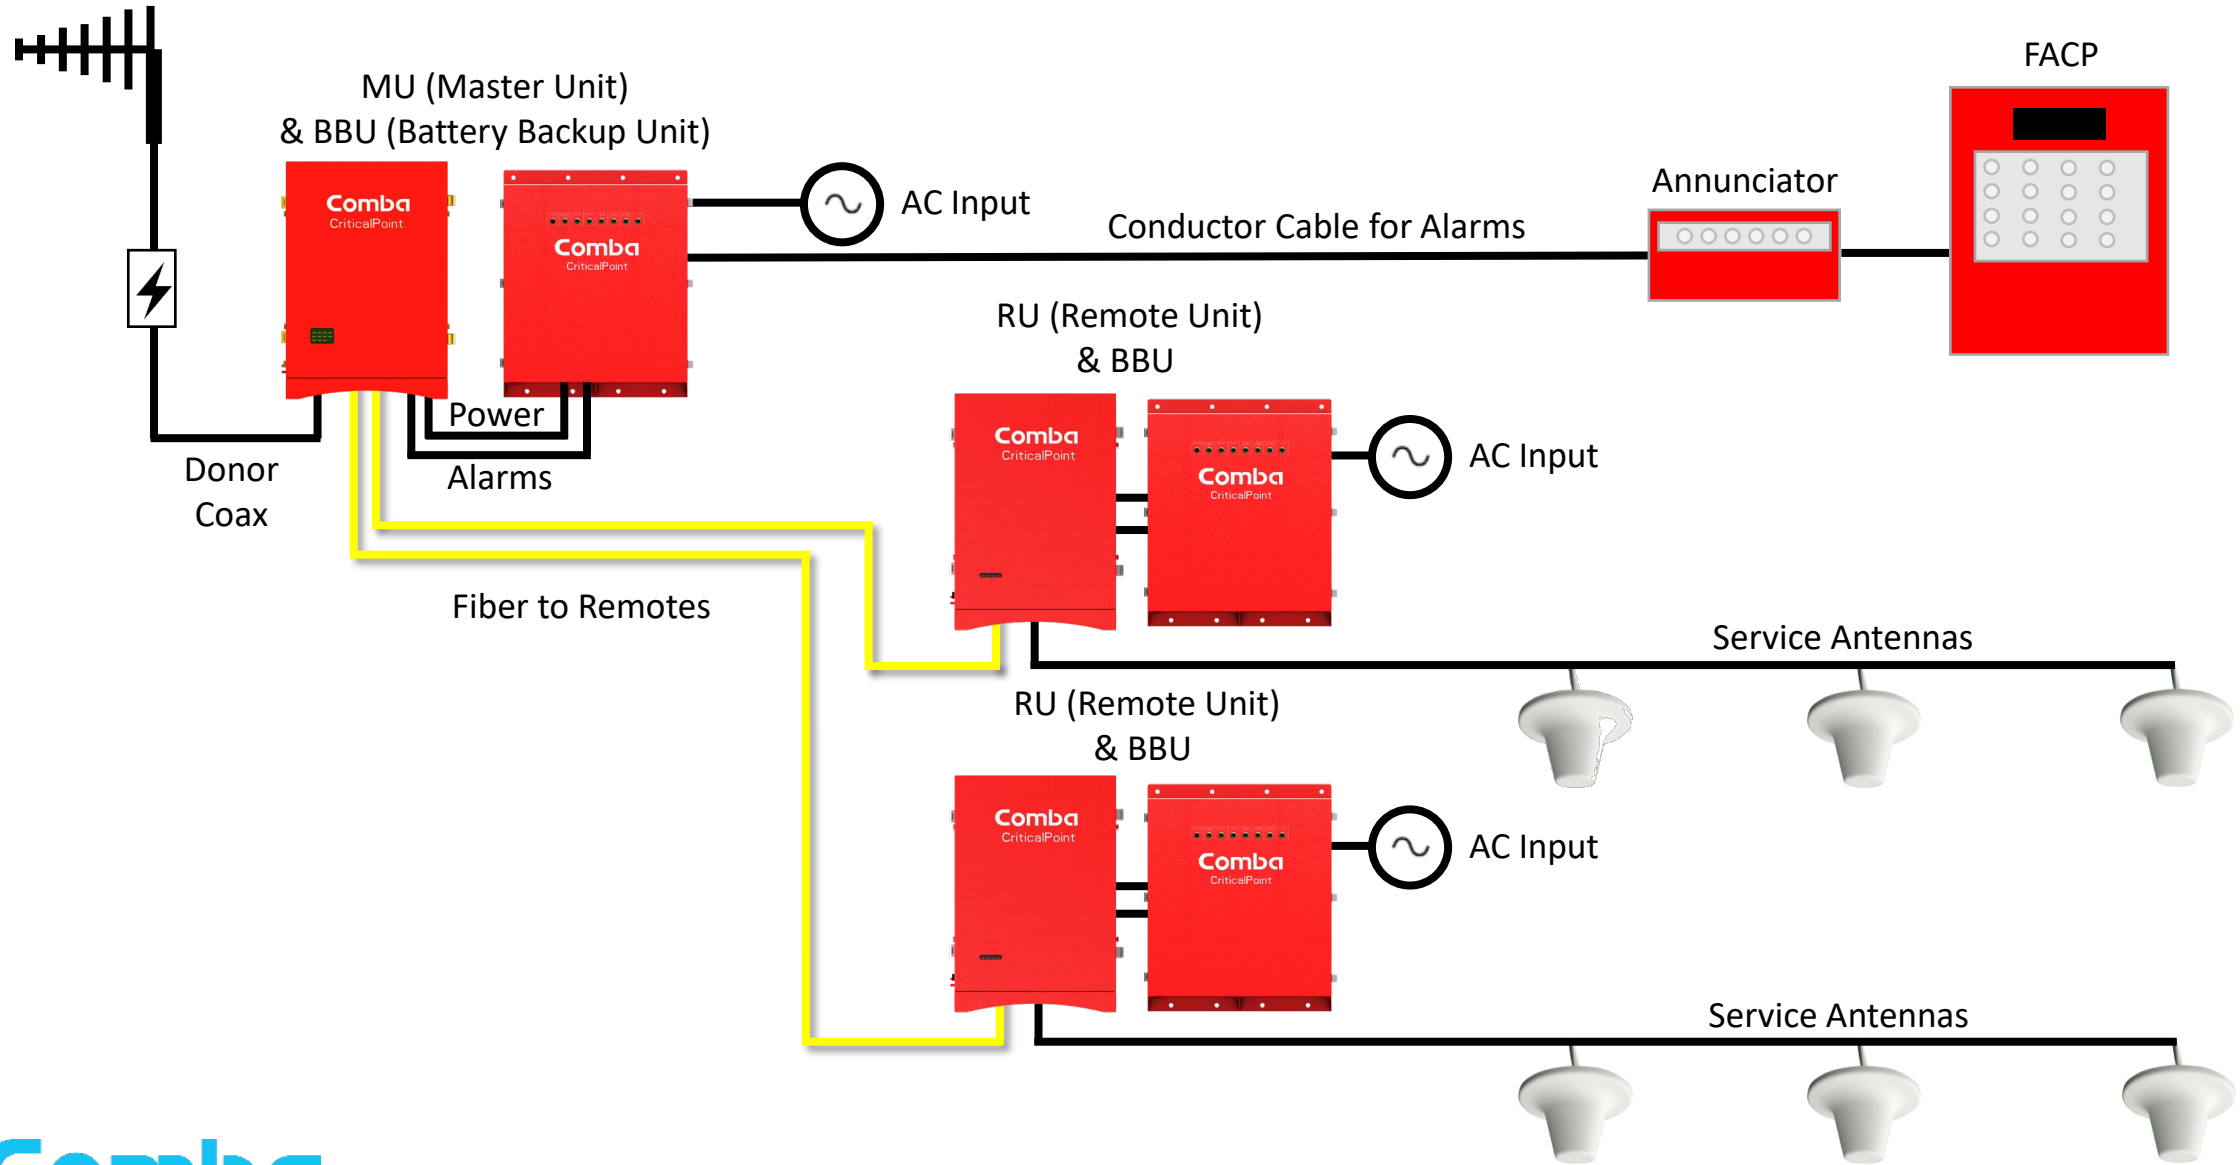 FACP
MU (Master Unit)
& BBU (Battery Backup Unit)
Comba
CriticalPoint
Comba
CriticalPoint
AC Input
Annunciator
Conductor Cable for Alarms
RU (Remote Unit)
& BBU
Power
Alarms
Donor
Coax
Comba
CriticalPoint
Comba
CriticalPoint
AC Input
Fiber to Remotes
Service Antennas
RU (Remote Unit)
& BBU
Comba
CriticalPoint
Comba
CriticalPoint
AC Input
Service Antennas
Comba